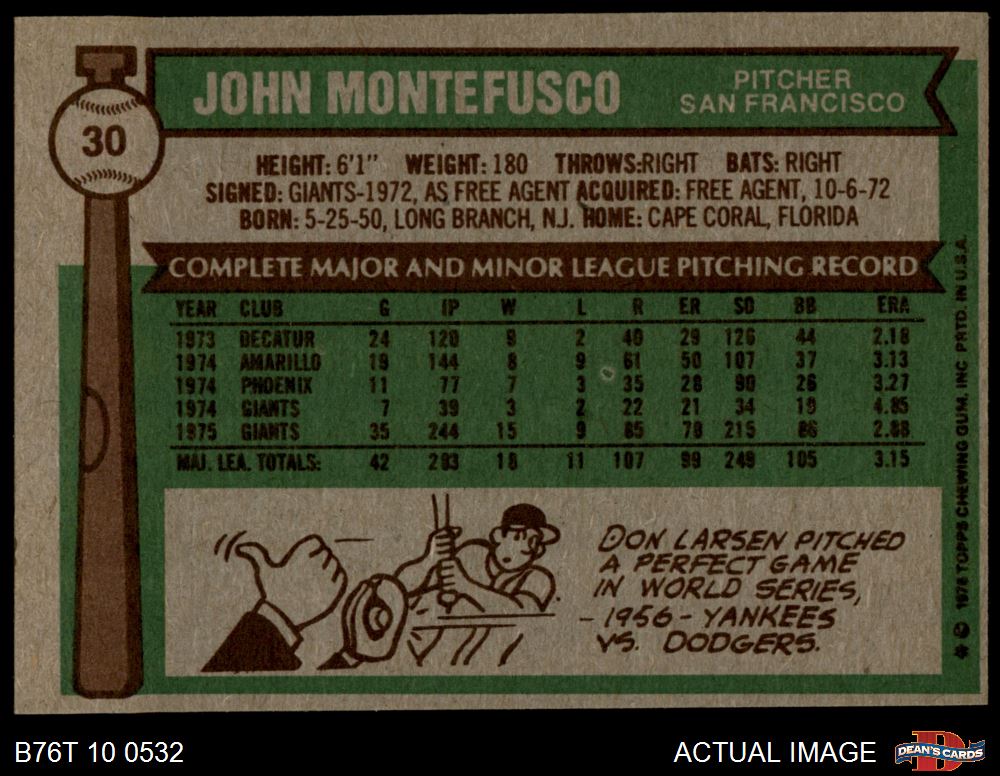 30
JOHN MONTEFUSCO
PITCHER
SAN FRANCISCO
HEIGHT: 6'1" WEIGHT: 180 THROWS:RIGHT BATS: RIGHT
SIGNED: GIANTS-1972, AS FREE AGENT ACQUIRED: FREE AGENT, 10-6-72
BORN: 5-25-50, LONG BRANCH, N.J. HOME: CAPE CORAL, FLORIDA
COMPLETE MAJOR AND MINOR LEAGUE PITCHING RECORD
YEAR CLUB G IP W L R ER SO BB ERA
1973 DECATUR 24 120 9 2 40 29 126 44 2.18
1974 AMARILLO 19 144 8 9 61 50 107 37 3.13
1974 PHOENIX 11 77 7 3 35 28 90 26 3.27
1974 GIANTS 7 39 3 2 22 21 34 19 4.85
1975 GIANTS 35 244 15 9 85 78 215 86 2.88
MAJ. LEA. TOTALS: 42 283 18 11 107 99 249 105 3.15
DON LARSEN PITCHED
A PERFECT GAME
IN WORLD SERIES,
-1956- YANKEES
VS. DODGERS.
* © 1976 TOPPS CHEWING GUM, INC PRTD. IN U.S.A.
B76T 10 0532
ACTUAL IMAGE
D
DEAN'S CARDS